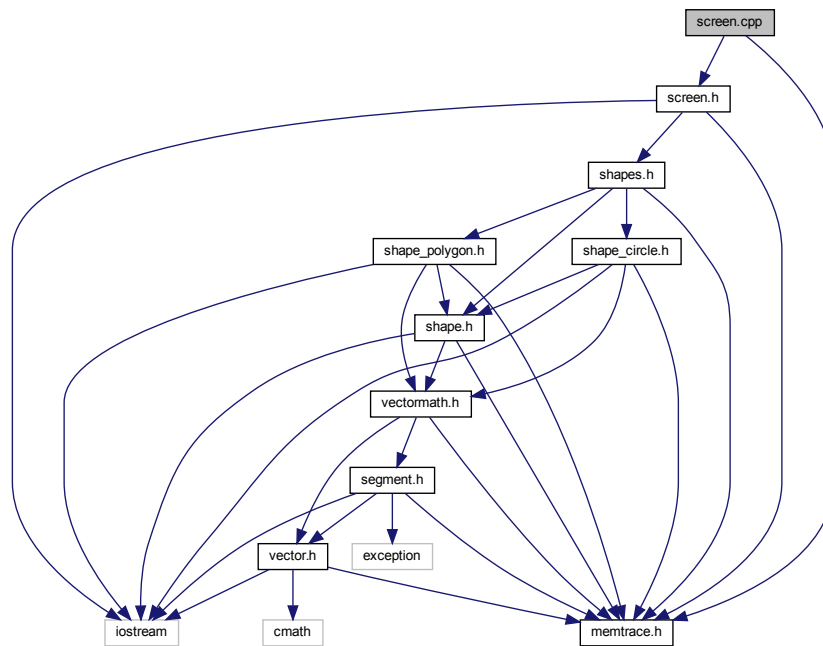 screen.cpp
screen.h
shapes.h
shape_polygon.h
shape_circle.h
shape.h
vectormath.h
segment.h
vector.h
exception
iostream
cmath
memtrace.h